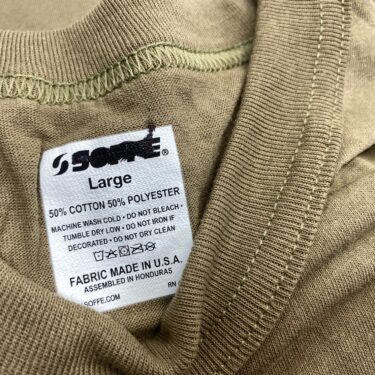 SOFFE®
Large
50% COTTON 50% POLYESTER
MACHINE WASH COLD • DO NOT BLEACH •
TUMBLE DRY LOW • DO NOT IRON IF
DECORATED • DO NOT DRY CLEAN
FABRIC MADE IN U.S.A.
ASSEMBLED IN HONDURAS
SOFFE.COM RN